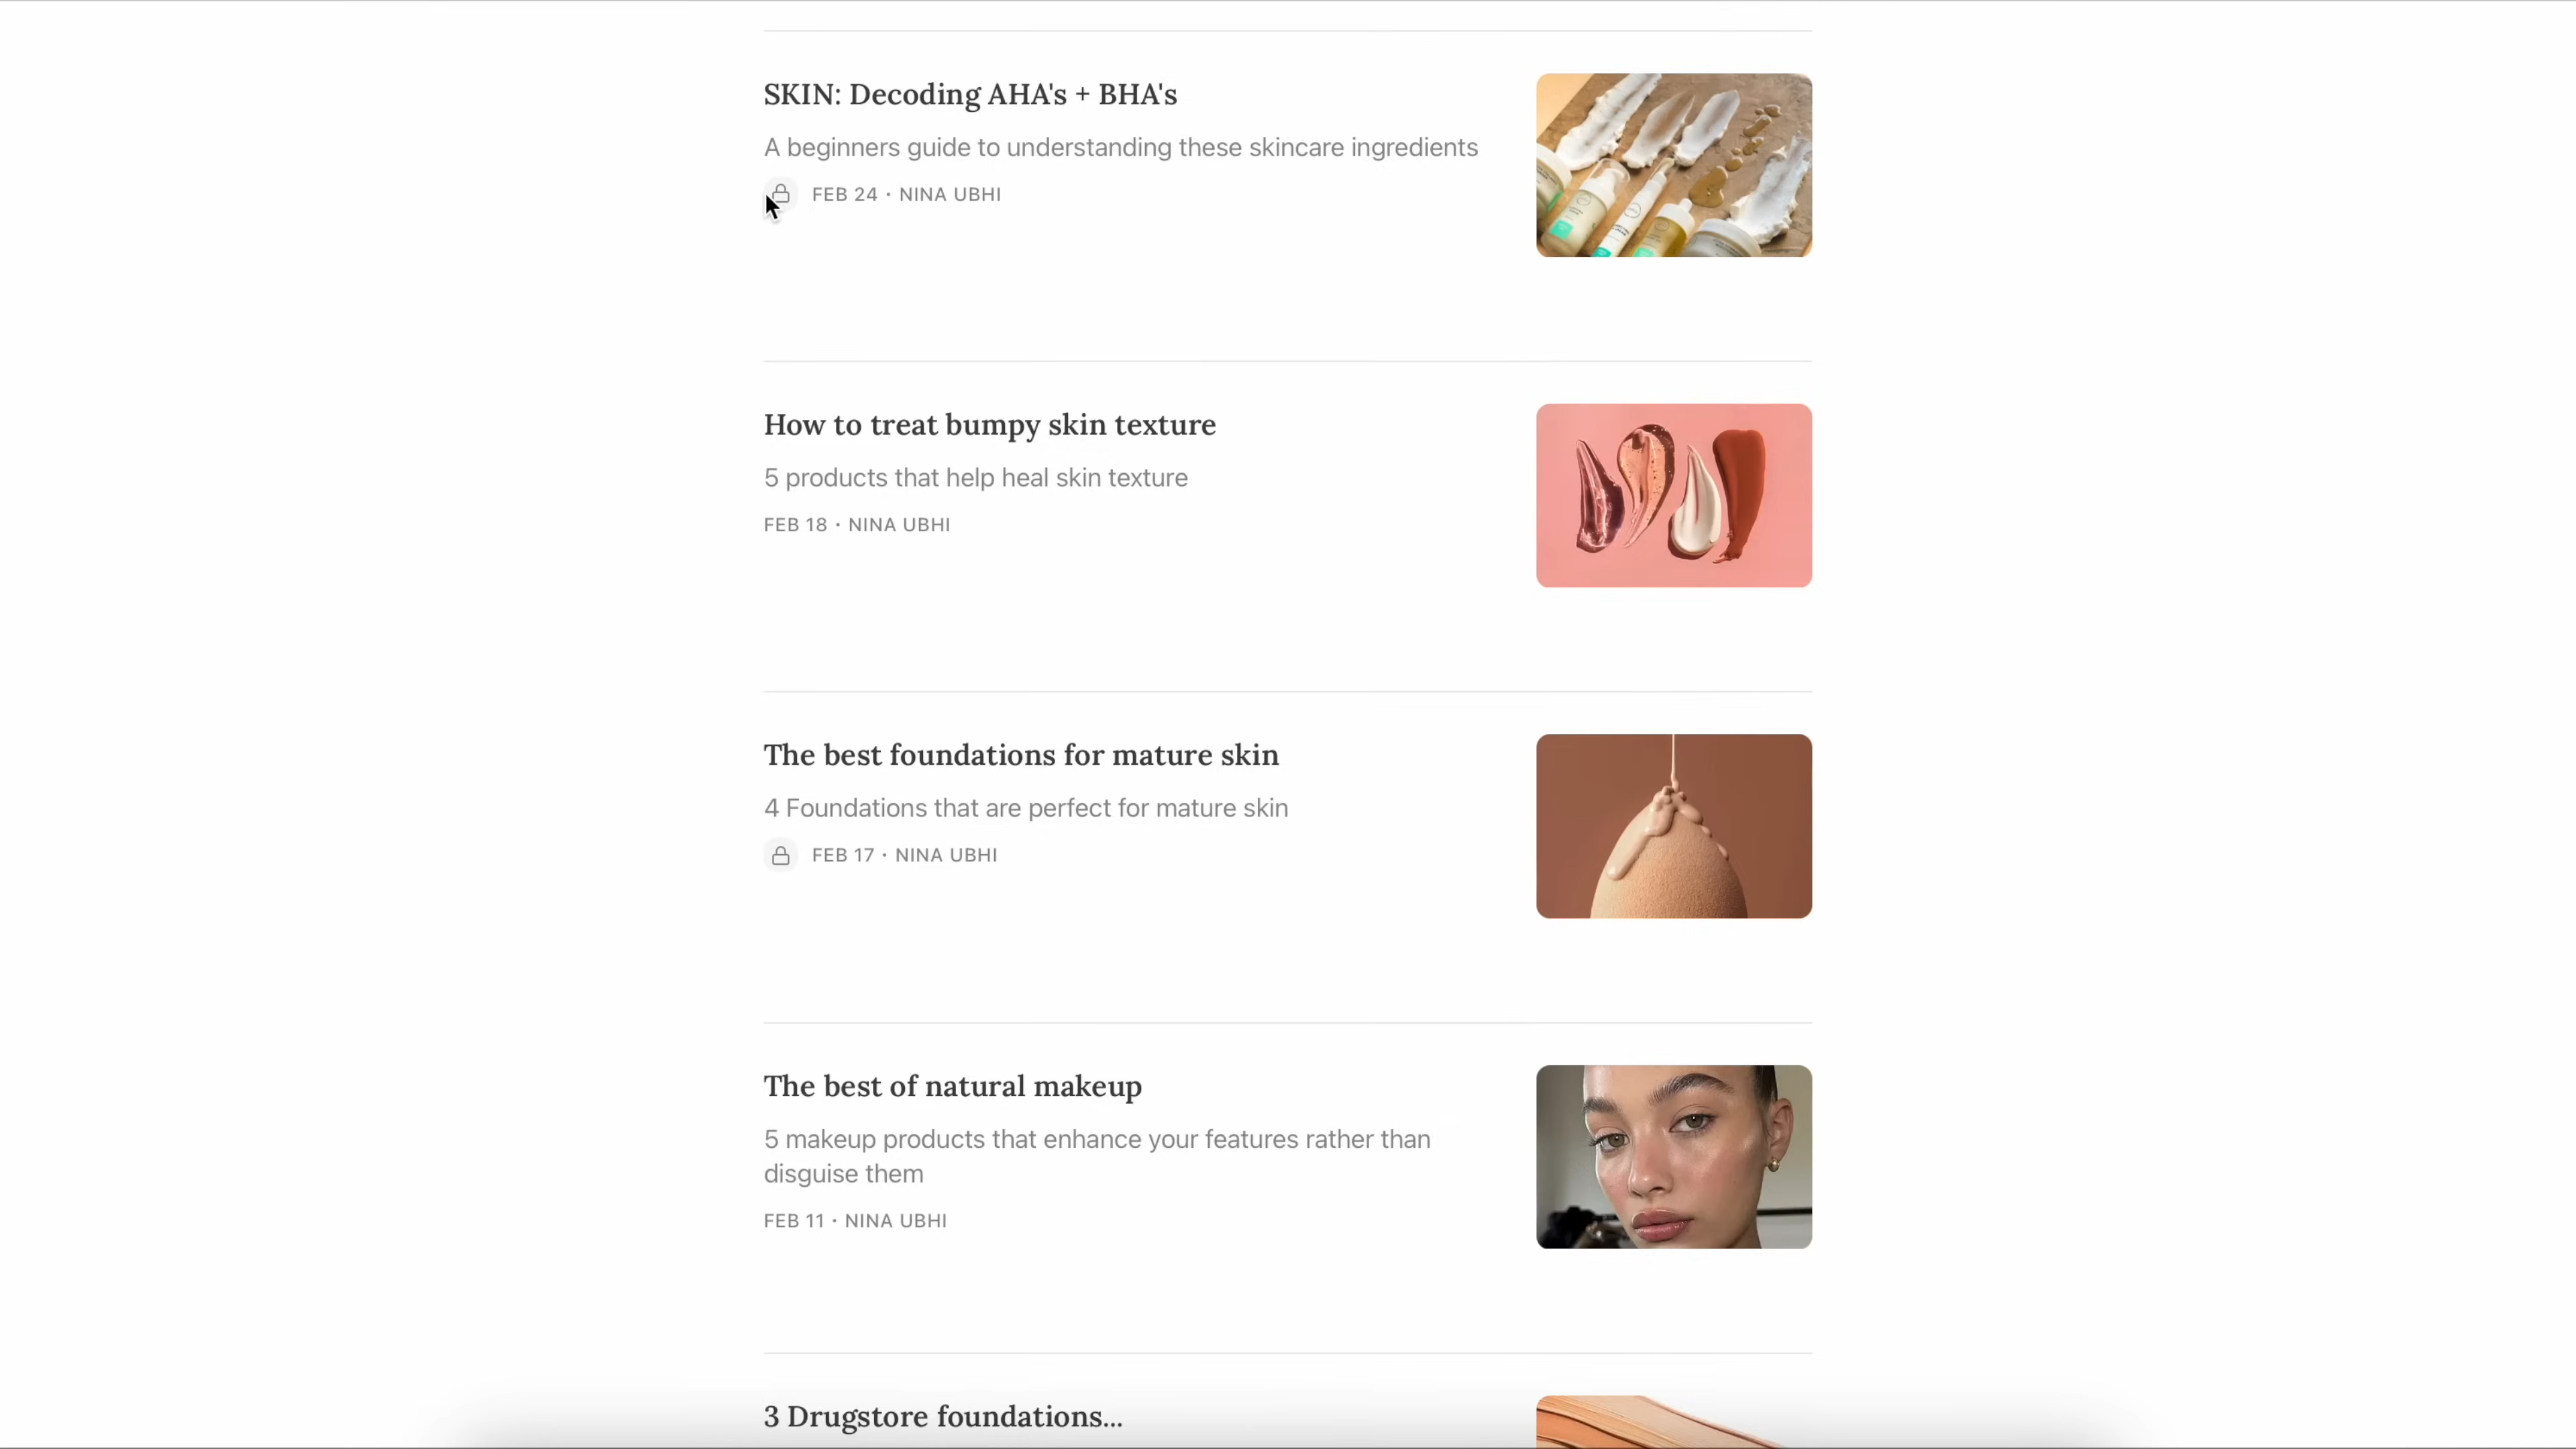 SKIN: Decoding AHA's + BHA's
A beginners guide to understanding these skincare ingredients
FEB 24 · NINA UBHI
How to treat bumpy skin texture
5 products that help heal skin texture
FEB 18 · NINA UBHI
The best foundations for mature skin
4 Foundations that are perfect for mature skin
FEB 17 · NINA UBHI
The best of natural makeup
5 makeup products that enhance your features rather than
disguise them
FEB 11 · NINA UBHI
3 Drugstore foundations...